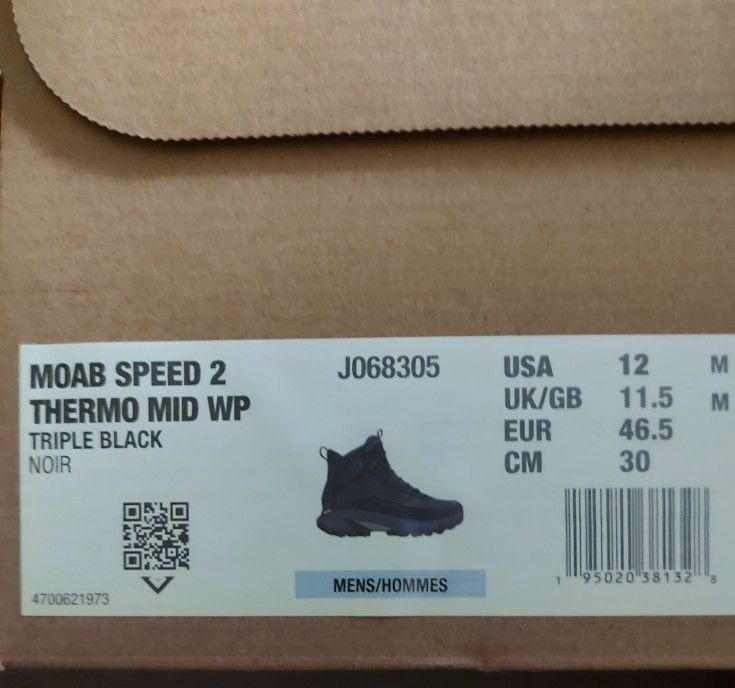 MOAB SPEED 2
THERMO MID WP
TRIPLE BLACK
NOIR
4700621973
J068305
MENS/HOMMES
USA 12 M
UK/GB 11.5 M
EUR 46.5
CM 30
1 95020 38132 8